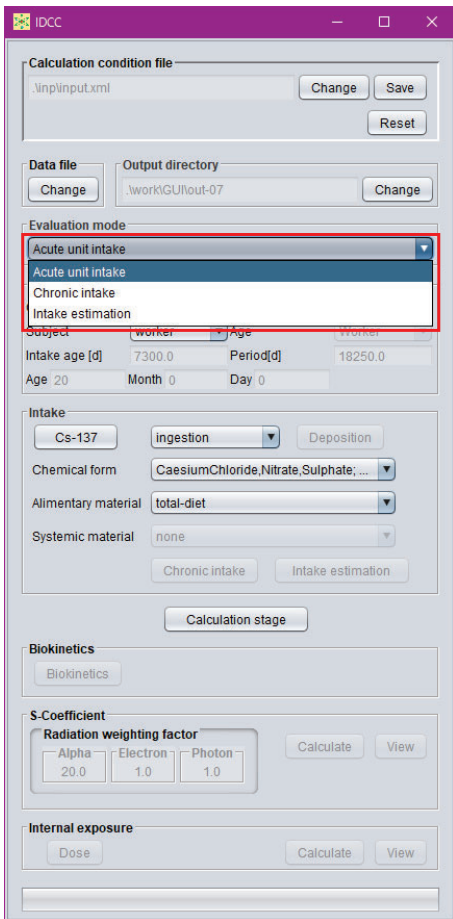 IDCC
Calculation condition file
.\inp\input.xml Change Save
Reset
Data file Output directory
Change .\work\GUI\out-07 Change
Evaluation mode
Acute unit intake
Acute unit intake
Chronic intake
Intake estimation
Subject worker Age Worker
Intake age [d] 7300.0 Period[d] 18250.0
Age 20 Month 0 Day 0
Intake
Cs-137 ingestion Deposition
Chemical form CaesiumChloride,Nitrate,Sulphate; ...
Alimentary material total-diet
Systemic material none
Chronic intake Intake estimation
Calculation stage
Biokinetics
Biokinetics
S-Coefficient
Radiation weighting factor
Alpha Electron Photon
20.0 1.0 1.0
Calculate View
Internal exposure
Dose Calculate View